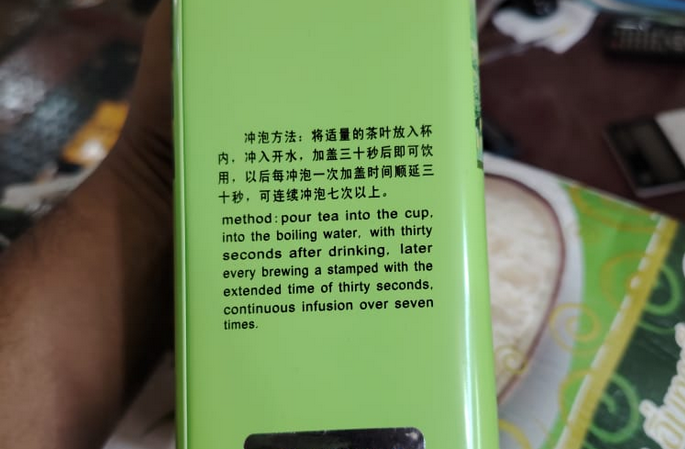 冲泡方法：将适量的茶叶放入杯
内，冲入开水，加盖三十秒后即可饮
用，以后每冲泡一次加盖时间顺延三
十秒，可连续冲泡七次以上。
method:pour tea into the cup,
into the boiling water, with thirty
seconds after drinking, later
every brewing a stamped with the
extended time of thirty seconds,
continuous infusion over seven
times.